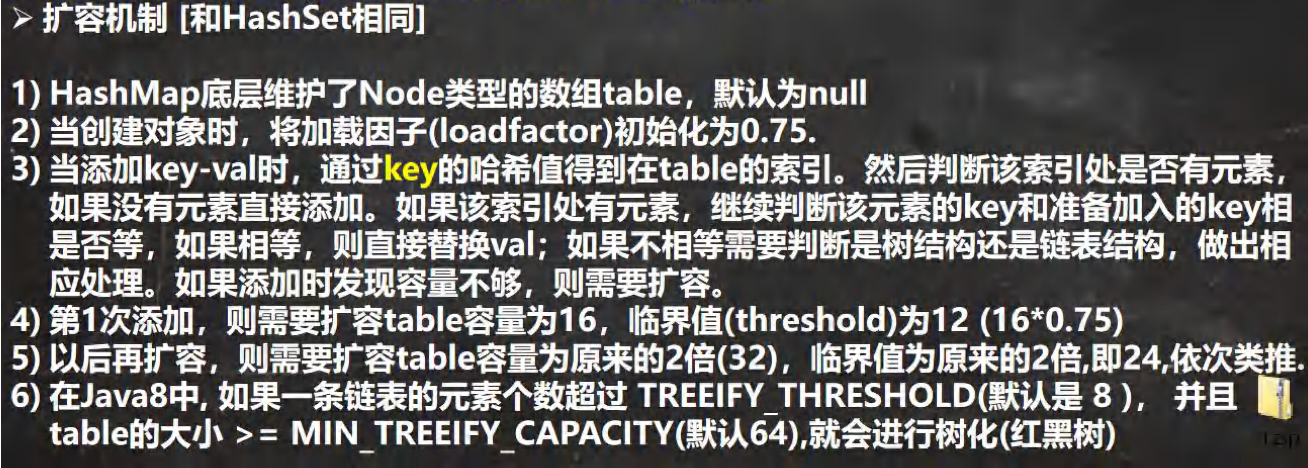 ➢ 扩容机制 [和HashSet相同]
1) HashMap底层维护了Node类型的数组table，默认为null
2) 当创建对象时，将加载因子(loadfactor)初始化为0.75.
3) 当添加key-val时，通过key的哈希值得到在table的索引。然后判断该索引处是否有元素，
如果没有元素直接添加。如果该索引处有元素，继续判断该元素的key和准备加入的key相
是否等，如果相等，则直接替换val；如果不相等需要判断是树结构还是链表结构，做出相
应处理。如果添加时发现容量不够，则需要扩容。
4) 第1次添加，则需要扩容table容量为16，临界值(threshold)为12 (16*0.75)
5) 以后再扩容，则需要扩容table容量为原来的2倍(32)，临界值为原来的2倍,即24,依次类推.
6) 在Java8中, 如果一条链表的元素个数超过 TREEIFY_THRESHOLD(默认是 8 )， 并且
table的大小 >= MIN_TREEIFY_CAPACITY(默认64),就会进行树化(红黑树)